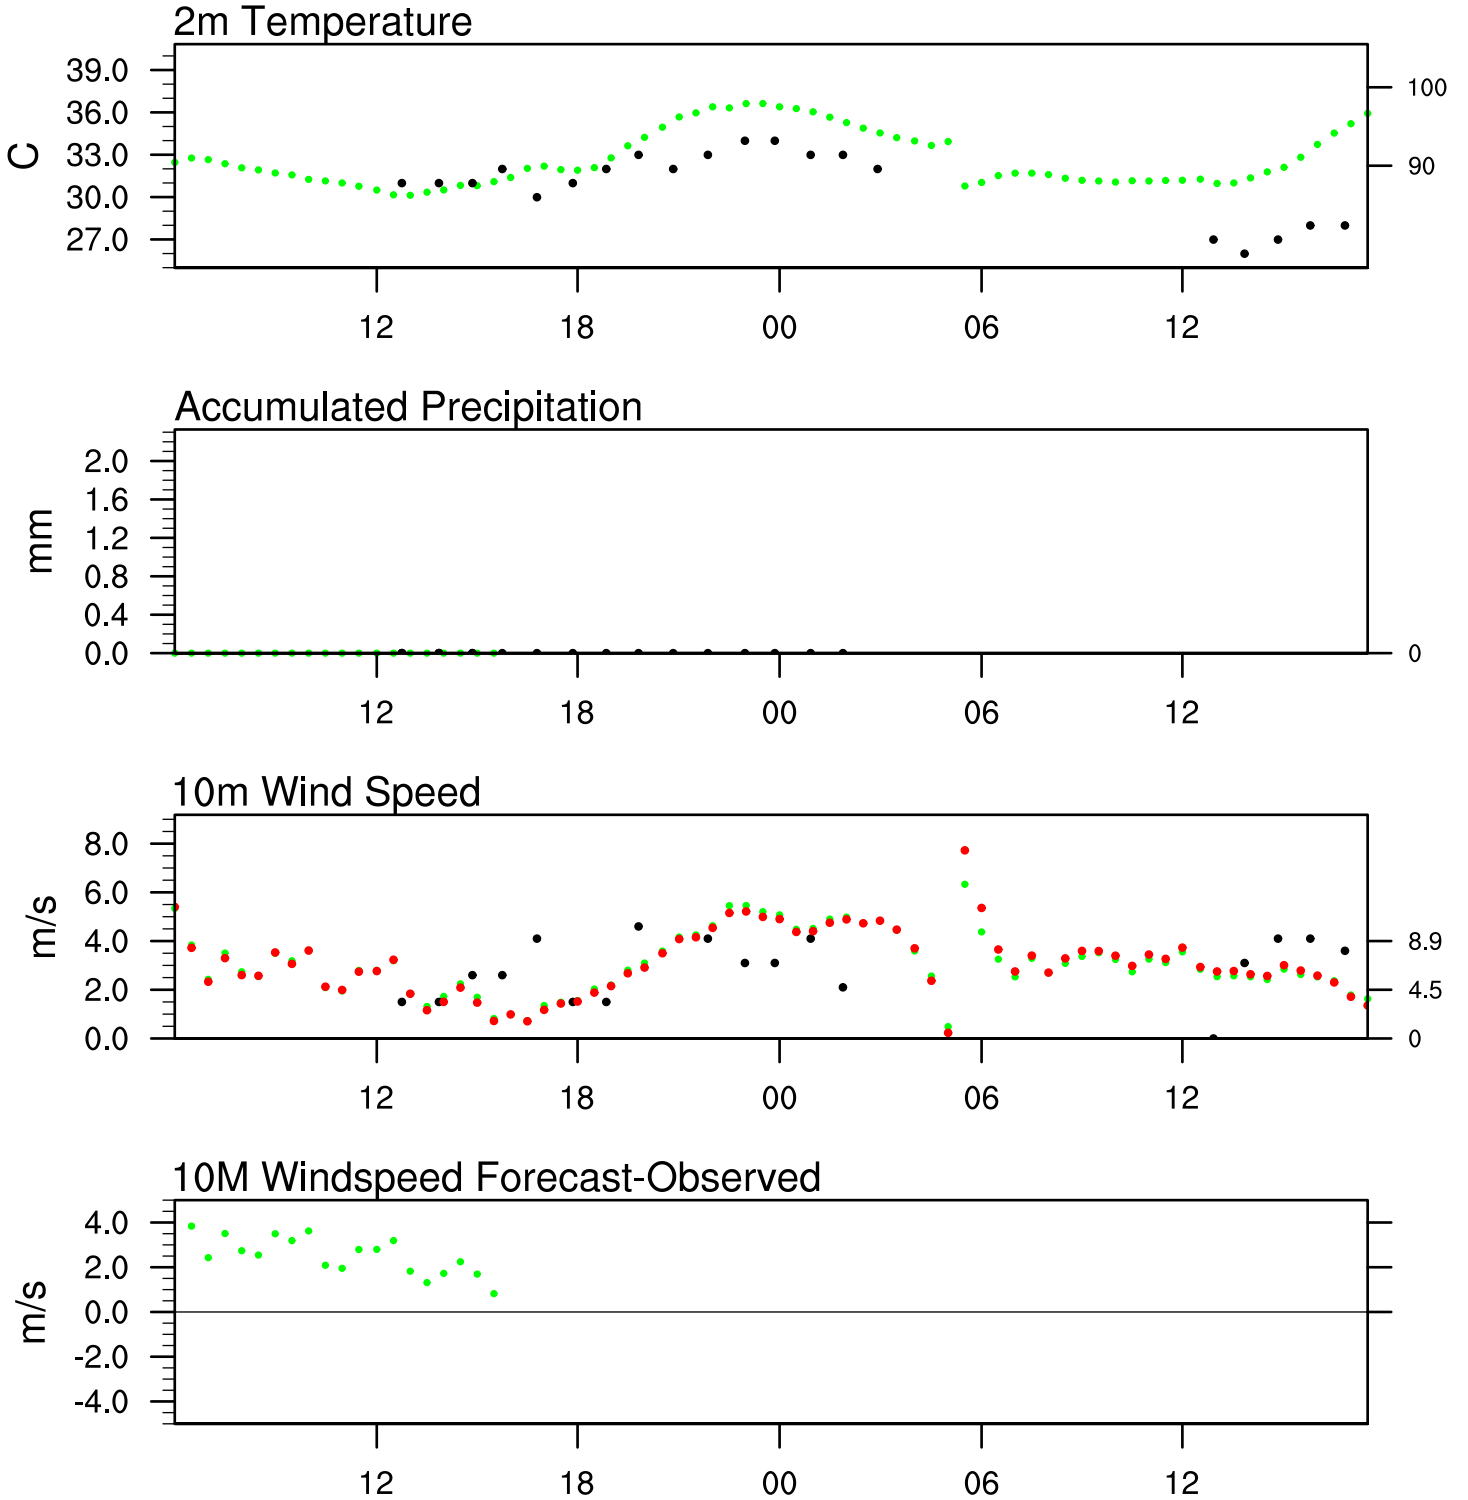 2m Temperature
39.0
36.0
33.0
30.0
27.0
C
100
90
12 18 00 06 12
Accumulated Precipitation
2.0
1.6
1.2
0.8
0.4
0.0
mm
0
12 18 00 06 12
10m Wind Speed
8.0
6.0
4.0
2.0
0.0
m/s
8.9
4.5
0
12 18 00 06 12
10M Windspeed Forecast-Observed
4.0
2.0
0.0
-2.0
-4.0
m/s
12 18 00 06 12